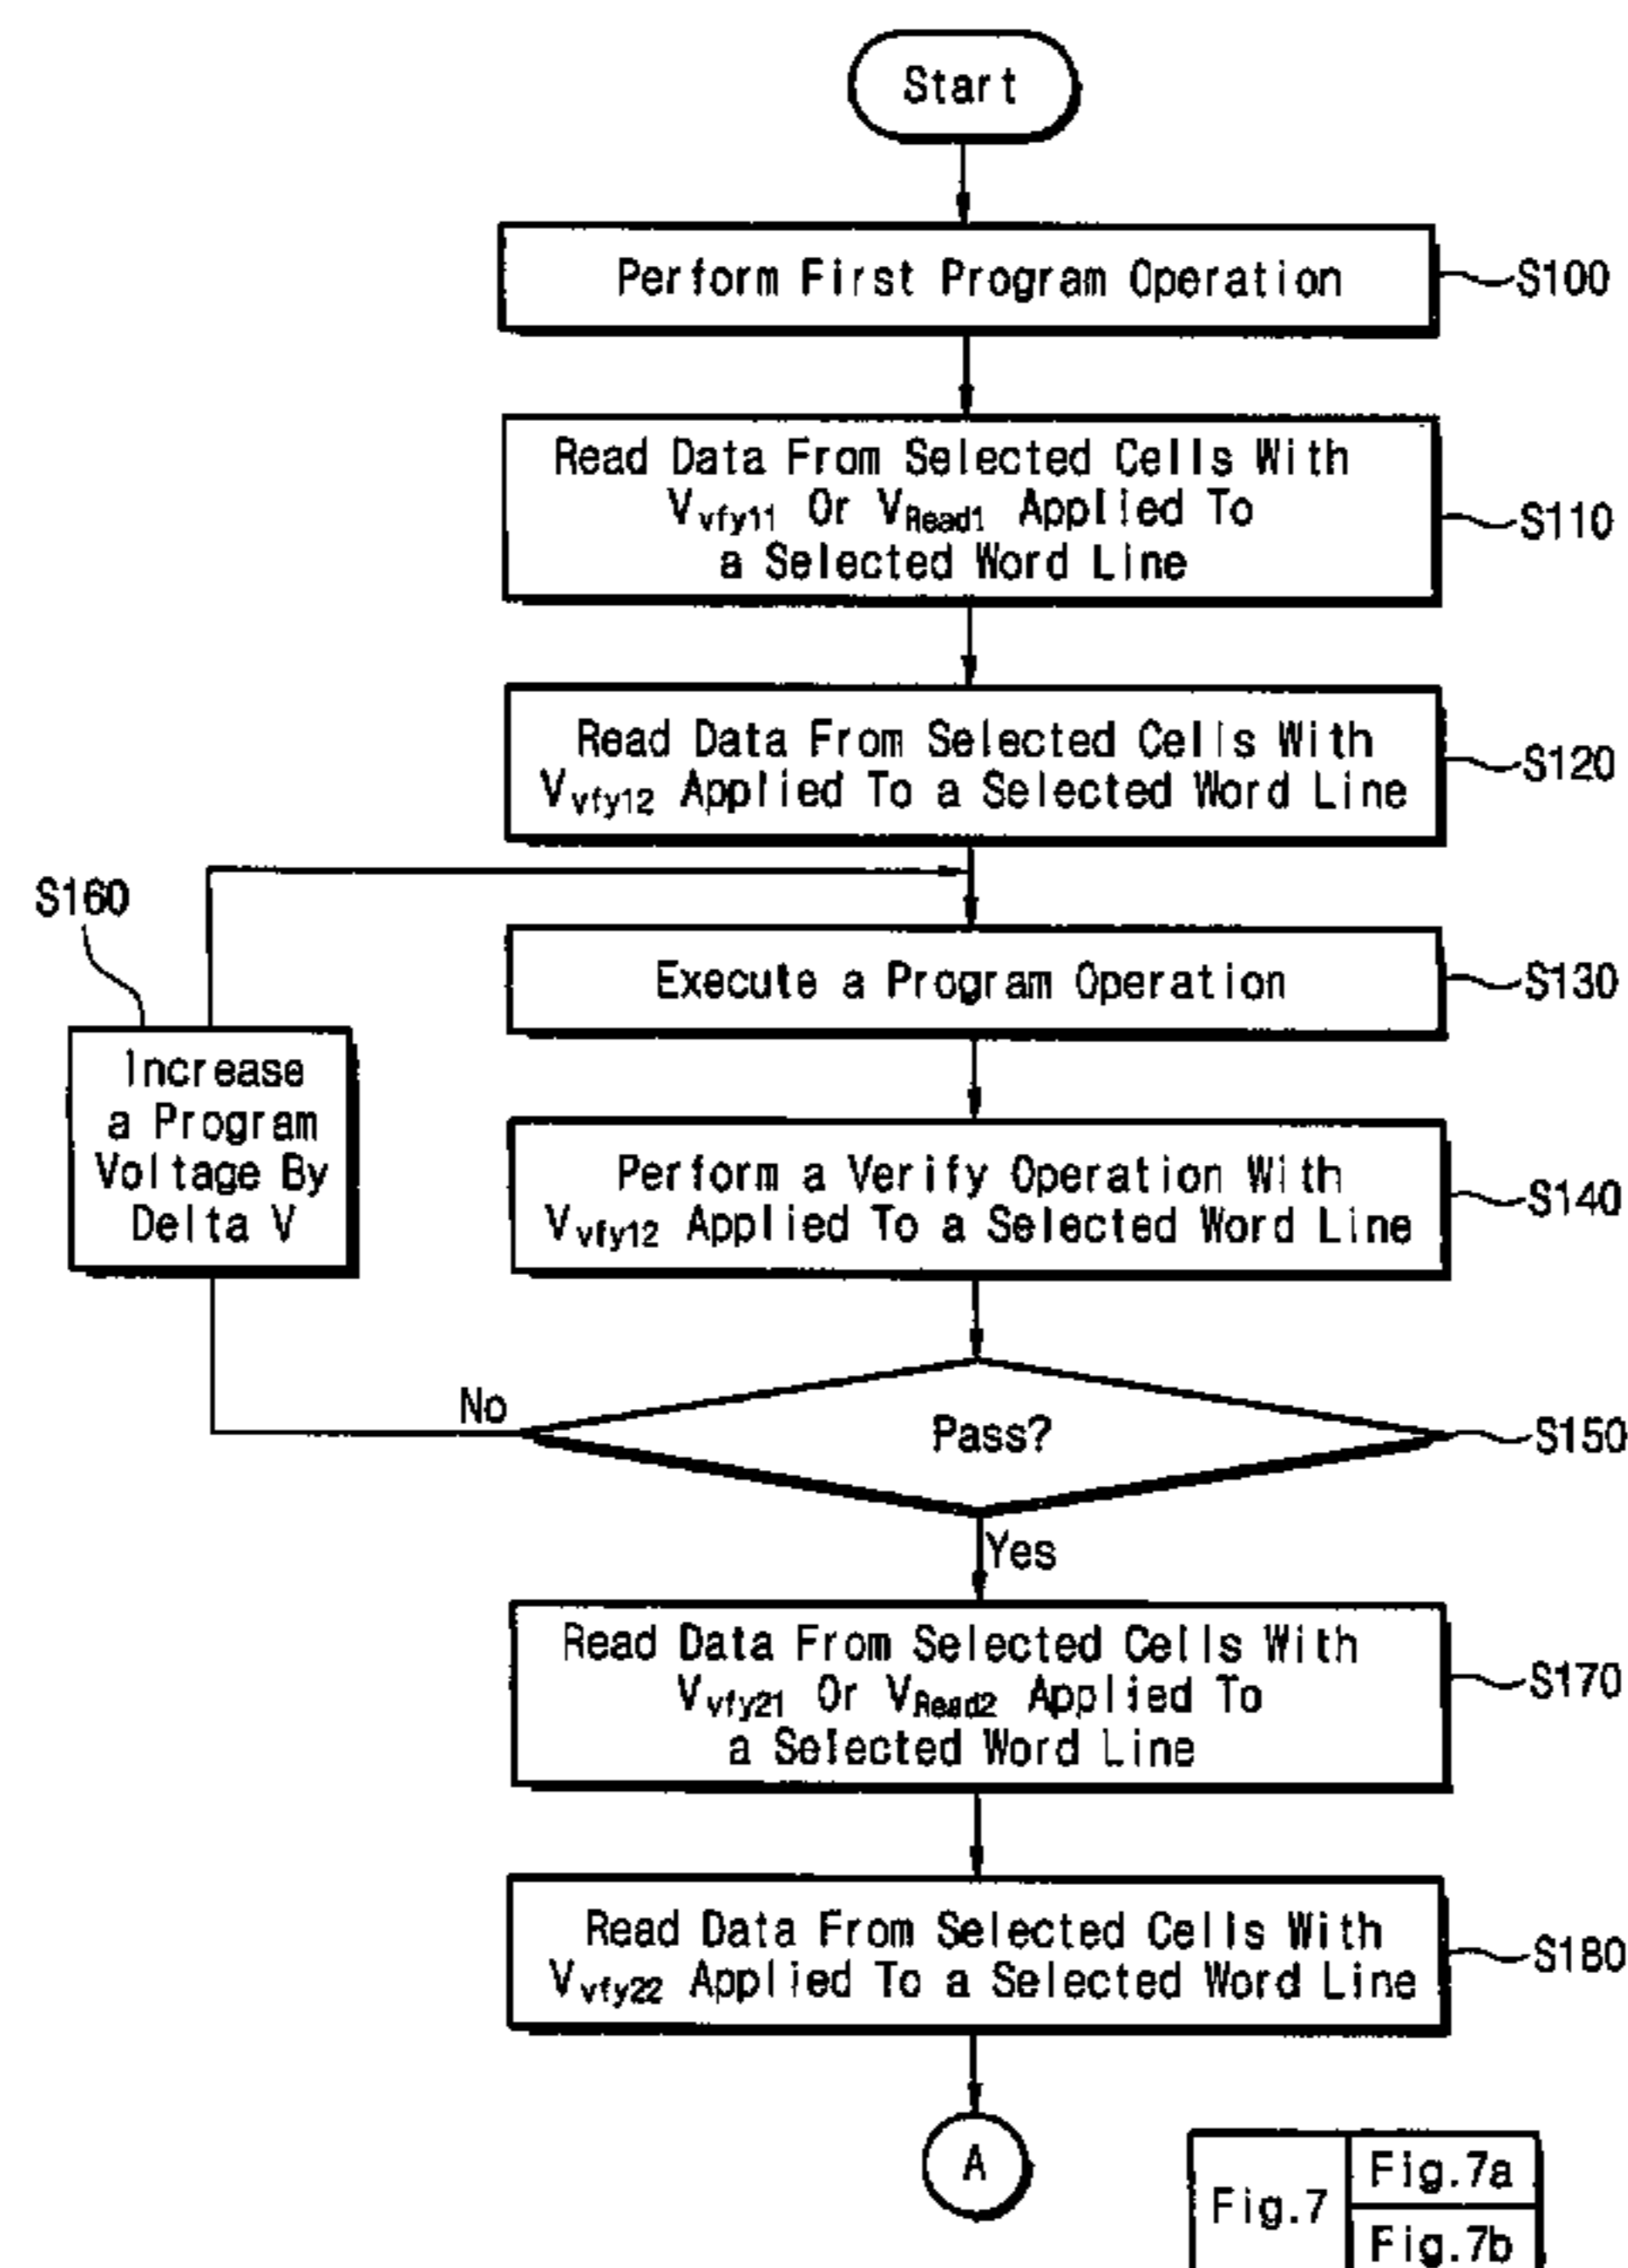 Start
Perform First Program Operation
S100
Read Data From Selected Cells With
Vvfy11 Or VRead1 Applied To
a Selected Word Line
S110
Read Data From Selected Cells With
Vvfy12 Applied To a Selected Word Line
S120
S160
Execute a Program Operation
S130
Increase
a Program
Voltage By
Delta V
Perform a Verify Operation With
Vvfy12 Applied To a Selected Word Line
S140
No
Pass?
S150
Yes
Read Data From Selected Cells With
Vvfy21 Or VRead2 Applied To
a Selected Word Line
S170
Read Data From Selected Cells With
Vvfy22 Applied To a Selected Word Line
S180
A
Fig.7
Fig.7a
Fig.7b